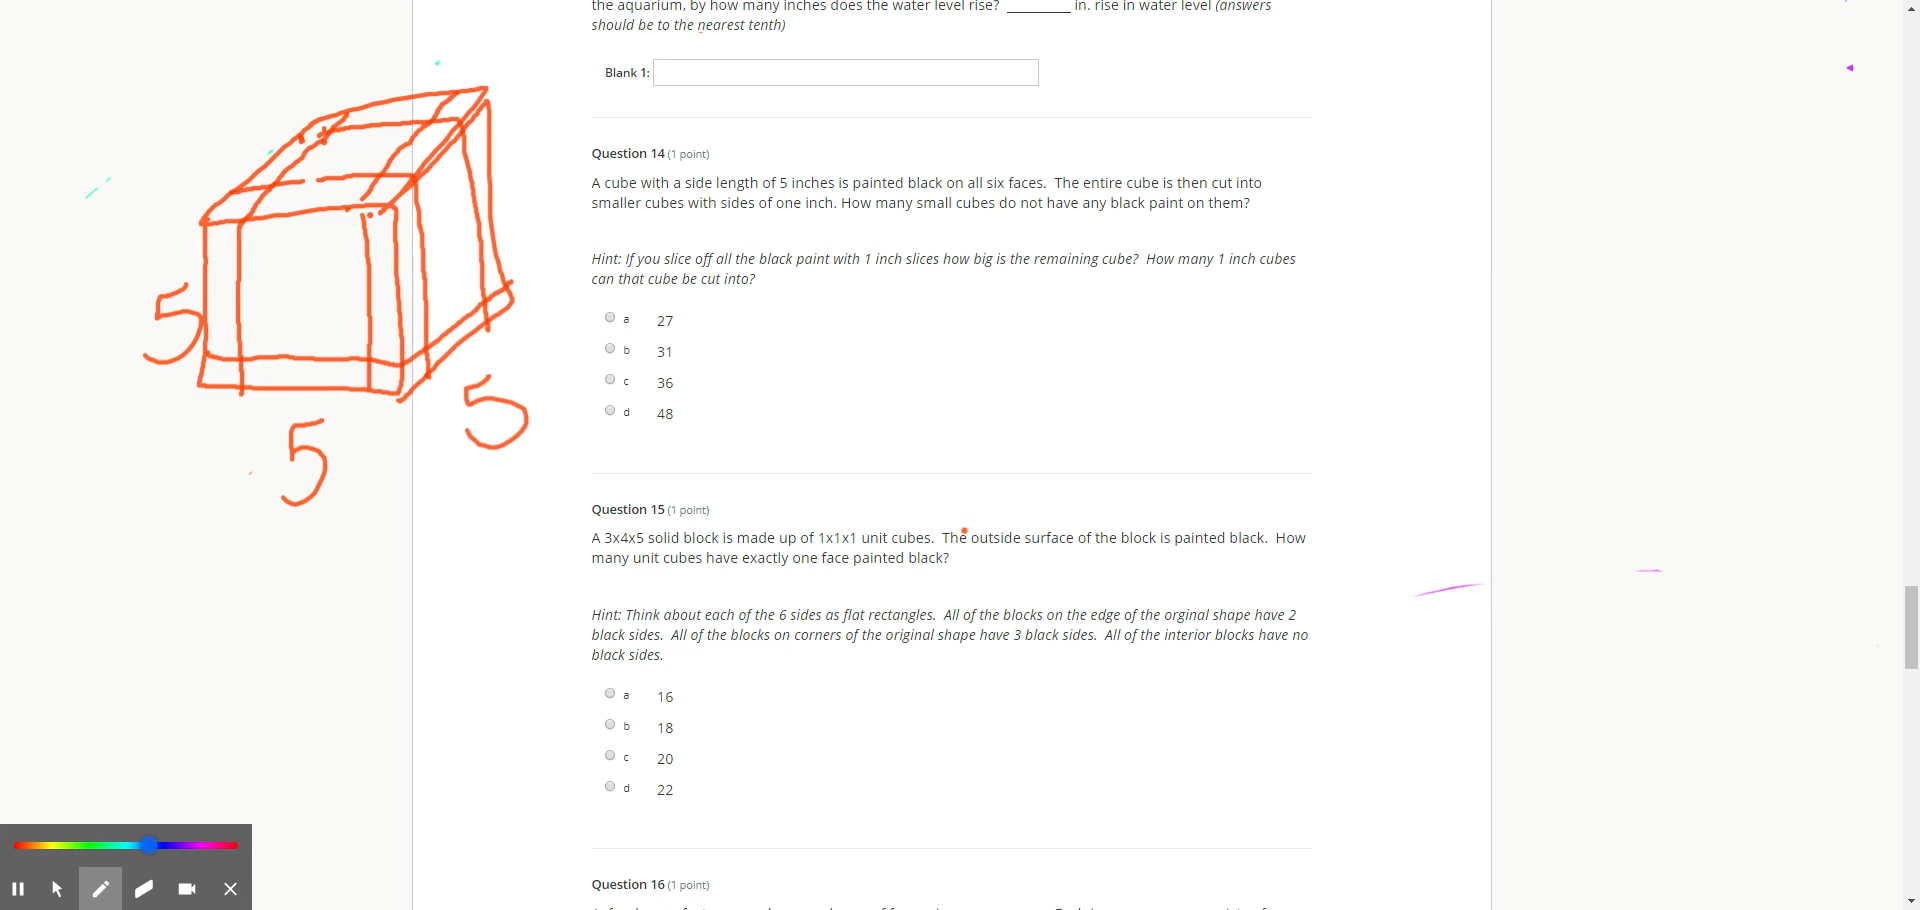 the aquarium, by how many inches does the water level rise? __________ in. rise in water level (answers
should be to the nearest tenth)
Blank 1:
Question 14 (1 point)
A cube with a side length of 5 inches is painted black on all six faces.  The entire cube is then cut into
smaller cubes with sides of one inch. How many small cubes do not have any black paint on them?
Hint: If you slice off all the black paint with 1 inch slices how big is the remaining cube?  How many 1 inch cubes
can that cube be cut into?
a 27
b 31
c 36
d 48
5
5
5
Question 15 (1 point)
A 3x4x5 solid block is made up of 1x1x1 unit cubes.  The outside surface of the block is painted black.  How
many unit cubes have exactly one face painted black?
Hint: Think about each of the 6 sides as flat rectangles.  All of the blocks on the edge of the orginal shape have 2
black sides.  All of the blocks on corners of the original shape have 3 black sides.  All of the interior blocks have no
black sides.
a 16
b 18
c 20
d 22
Question 16 (1 point)